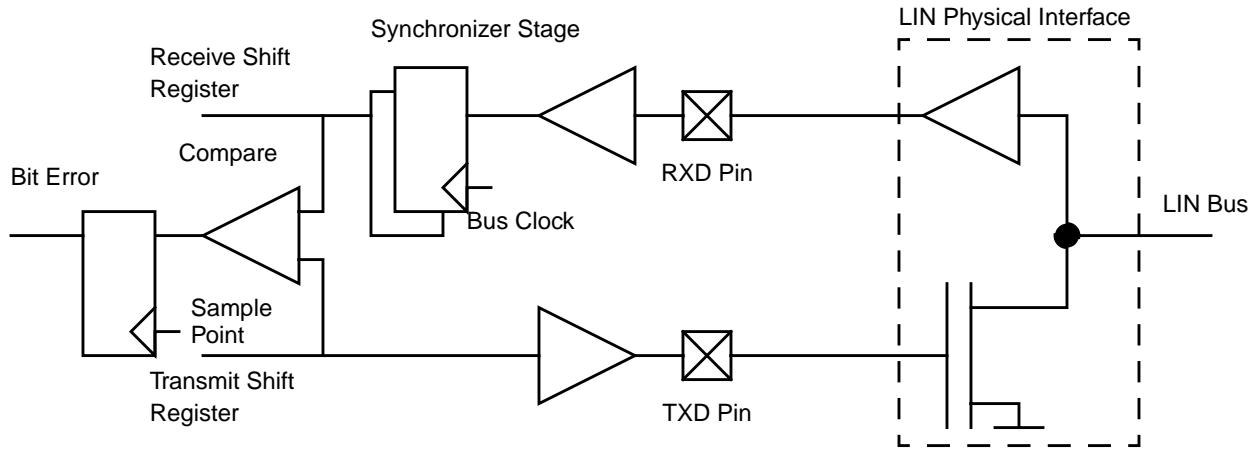 LIN Physical Interface
Synchronizer Stage
Receive Shift
Register
Compare
RXD Pin
Bit Error
Bus Clock
LIN Bus
Sample
Point
Transmit Shift
Register
TXD Pin